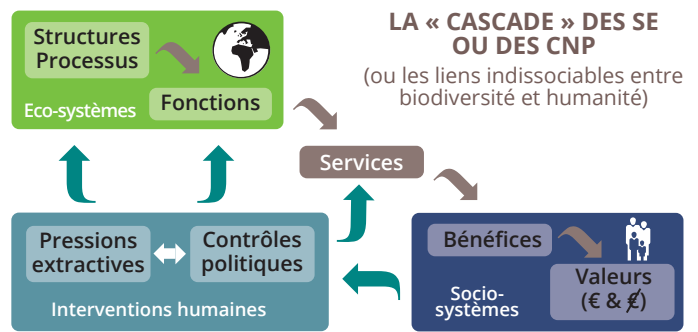 LA « CASCADE » DES SE
OU DES CNP
(ou les liens indissociables entre
biodiversité et humanité)
Structures
Processus
Fonctions
Eco-systèmes
Services
Pressions
extractives
Contrôles
politiques
Interventions humaines
Bénéfices
Valeurs
(€ & €)
Socio-
systèmes